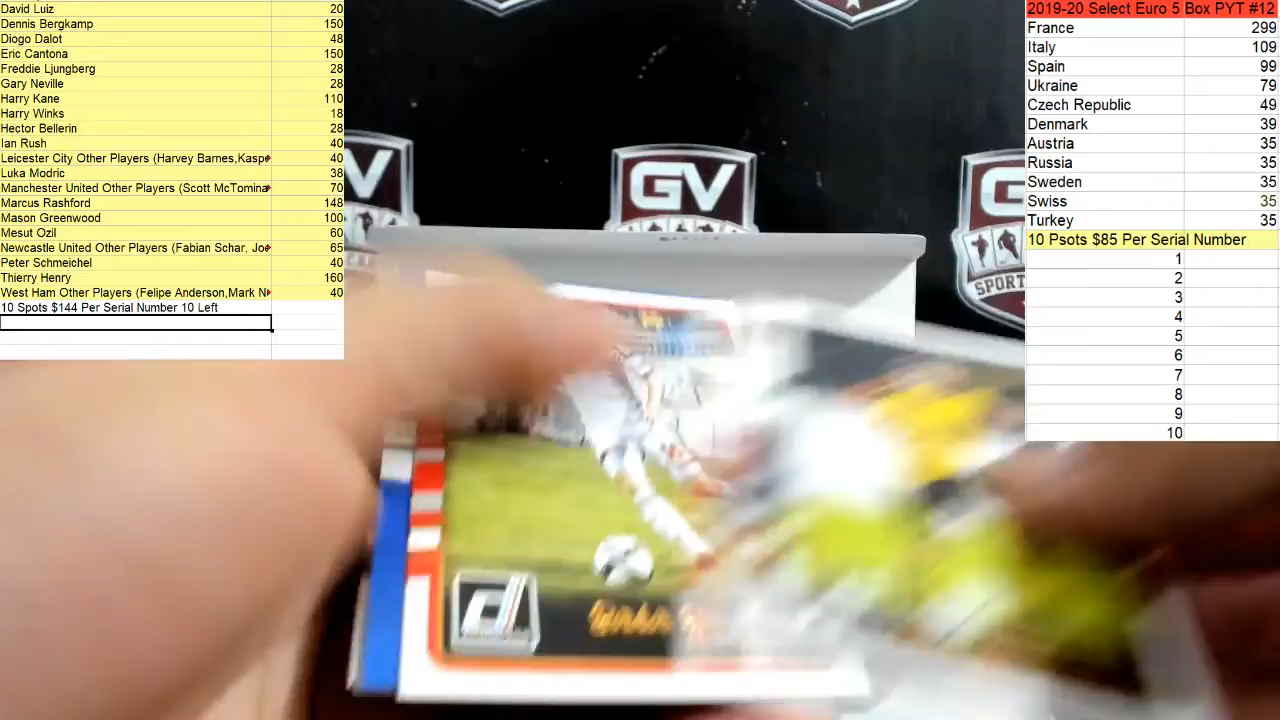 David Luiz 20
Dennis Bergkamp 150
Diogo Dalot 48
Eric Cantona 150
Freddie Ljungberg 28
Gary Neville 28
Harry Kane 110
Harry Winks 18
Hector Bellerin 28
Ian Rush 40
Leicester City Other Players (Harvey Barnes,Kaspe 40
Luka Modric 38
Manchester United Other Players (Scott McTomina 70
Marcus Rashford 148
Mason Greenwood 100
Mesut Ozil 60
Newcastle United Other Players (Fabian Schar, Joe 65
Peter Schmeichel 40
Thierry Henry 160
West Ham Other Players (Felipe Anderson,Mark N 40
10 Spots $144 Per Serial Number 10 Left
V
GV
G
SPORT
d
2019-20 Select Euro 5 Box PYT #12
France 299
Italy 109
Spain 99
Ukraine 79
Czech Republic 49
Denmark 39
Austria 35
Russia 35
Sweden 35
Swiss 35
Turkey 35
10 Psots $85 Per Serial Number
1
2
3
4
5
6
7
8
9
10